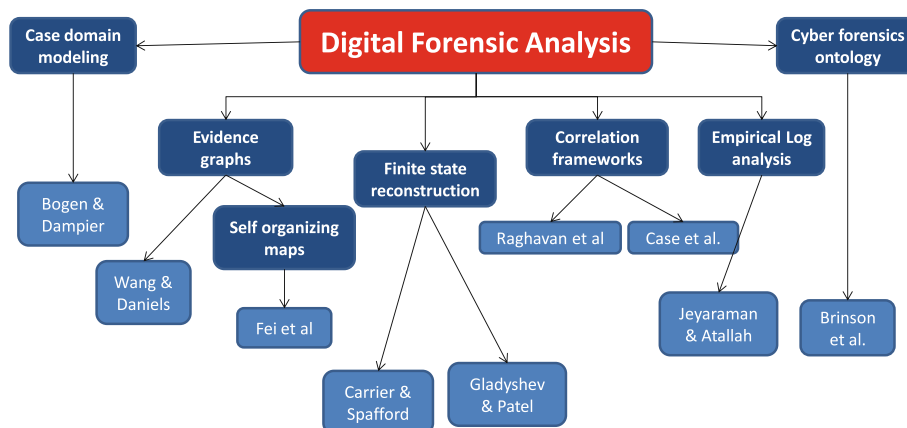 Case domain
modeling
Digital Forensic Analysis
Cyber forensics
ontology
Evidence
graphs
Finite state
reconstruction
Correlation
frameworks
Empirical Log
analysis
Bogen &
Dampier
Self organizing
maps
Raghavan et al
Case et al.
Wang &
Daniels
Fei et al
Jeyaraman
& Atallah
Brinson
et al.
Carrier &
Spafford
Gladyshev
& Patel